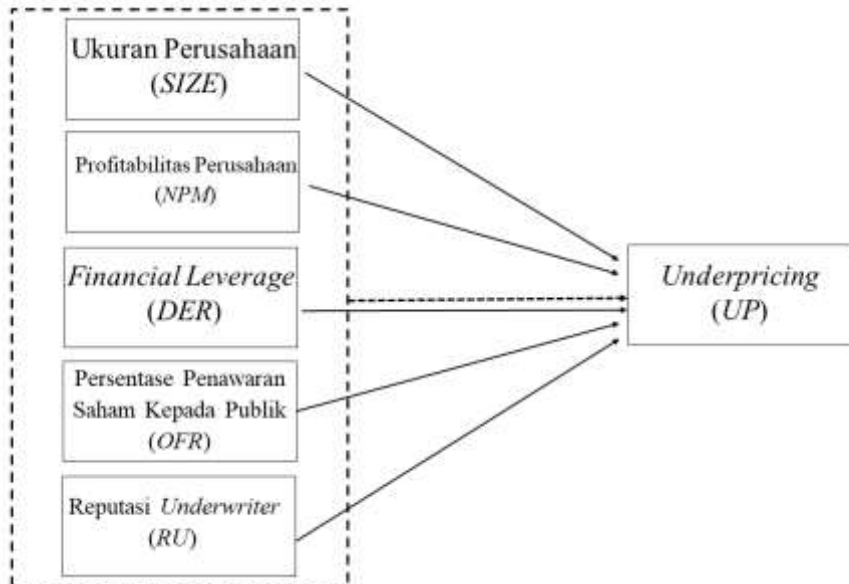 Ukuran Perusahaan
(SIZE)
Profitabilitas Perusahaan
(NPM)
Financial Leverage
(DER)
Persentase Penawaran
Saham Kepada Publik
(OFR)
Reputasi Underwriter
(RU)
Underpricing
(UP)